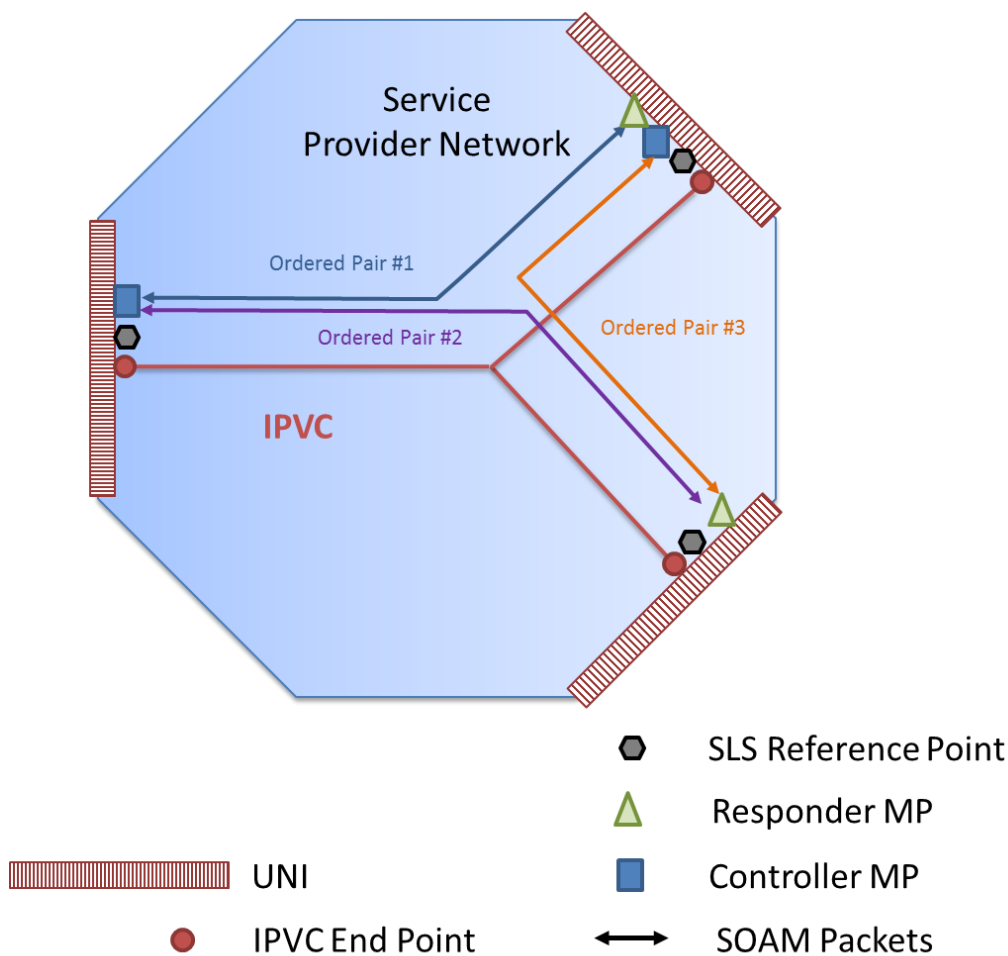 Service
Provider Network
Ordered Pair #1
Ordered Pair #2
Ordered Pair #3
IPVC
SLS Reference Point
Responder MP
UNI
Controller MP
IPVC End Point
SOAM Packets